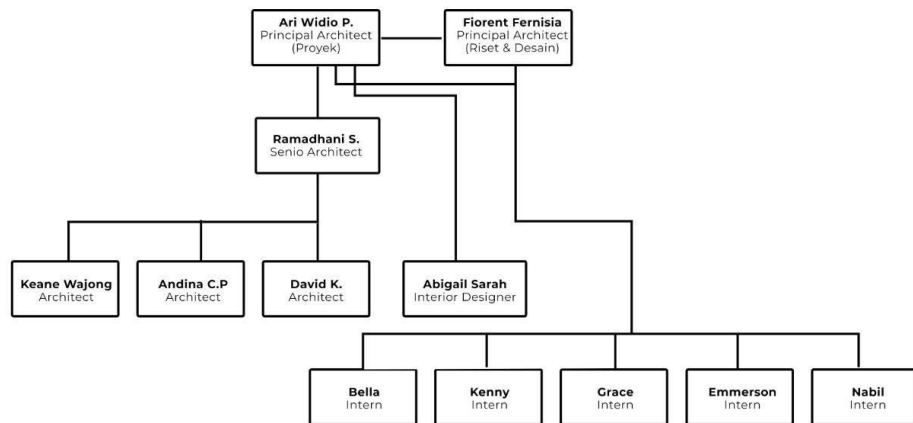 Ari Widio P.
Principal Architect
(Proyek)
Fiorent Fernisia
Principal Architect
(Riset & Desain)
Ramadhani S.
Senio Architect
Keane Wajong
Architect
Andina C.P
Architect
David K.
Architect
Abigail Sarah
Interior Designer
Bella
Intern
Kenny
Intern
Grace
Intern
Emmerson
Intern
Nabil
Intern